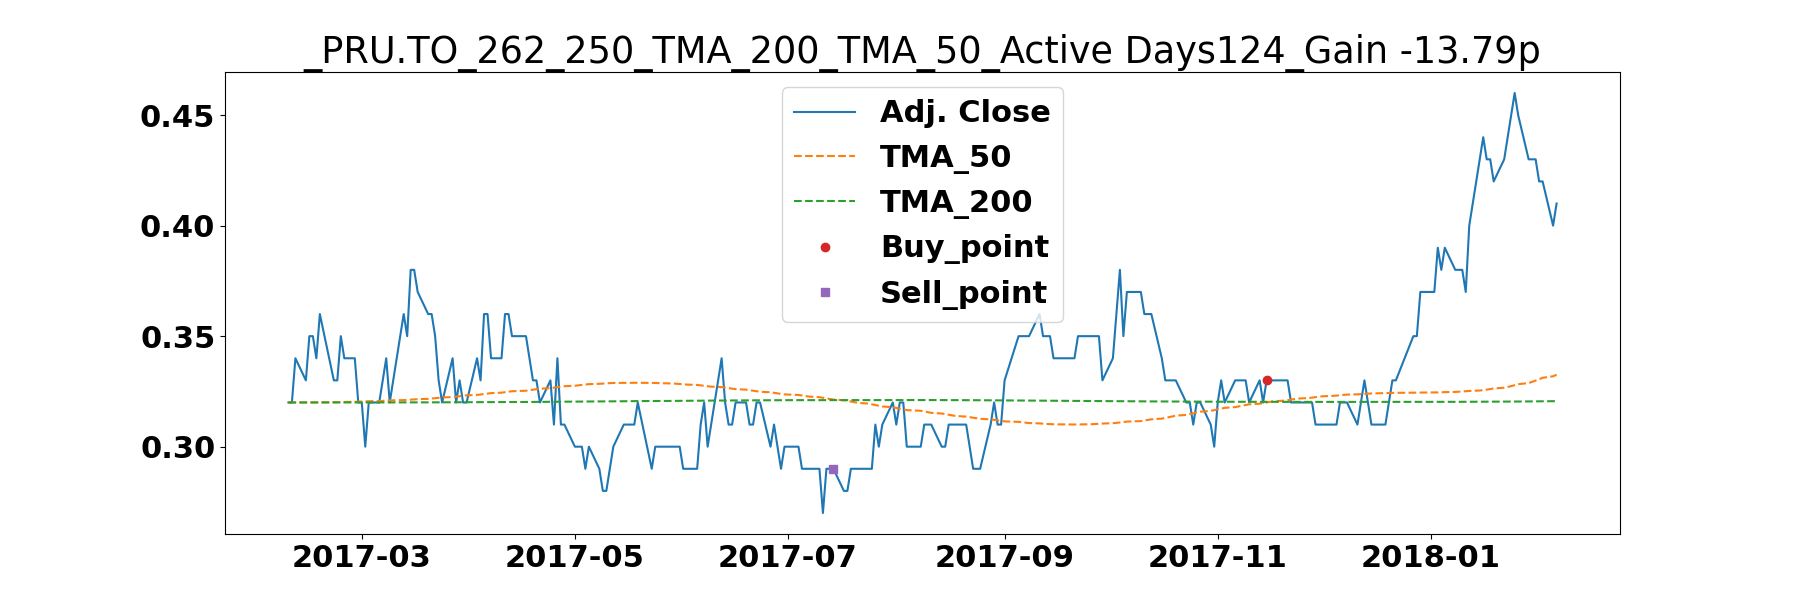 _PRU.TO_262_250_TMA_200_TMA_50_Active Days124_Gain -13.79p
0.45
0.40
0.35
0.30
Adj. Close
TMA_50
TMA_200
Buy_point
Sell_point
2017-03 2017-05 2017-07 2017-09 2017-11 2018-01